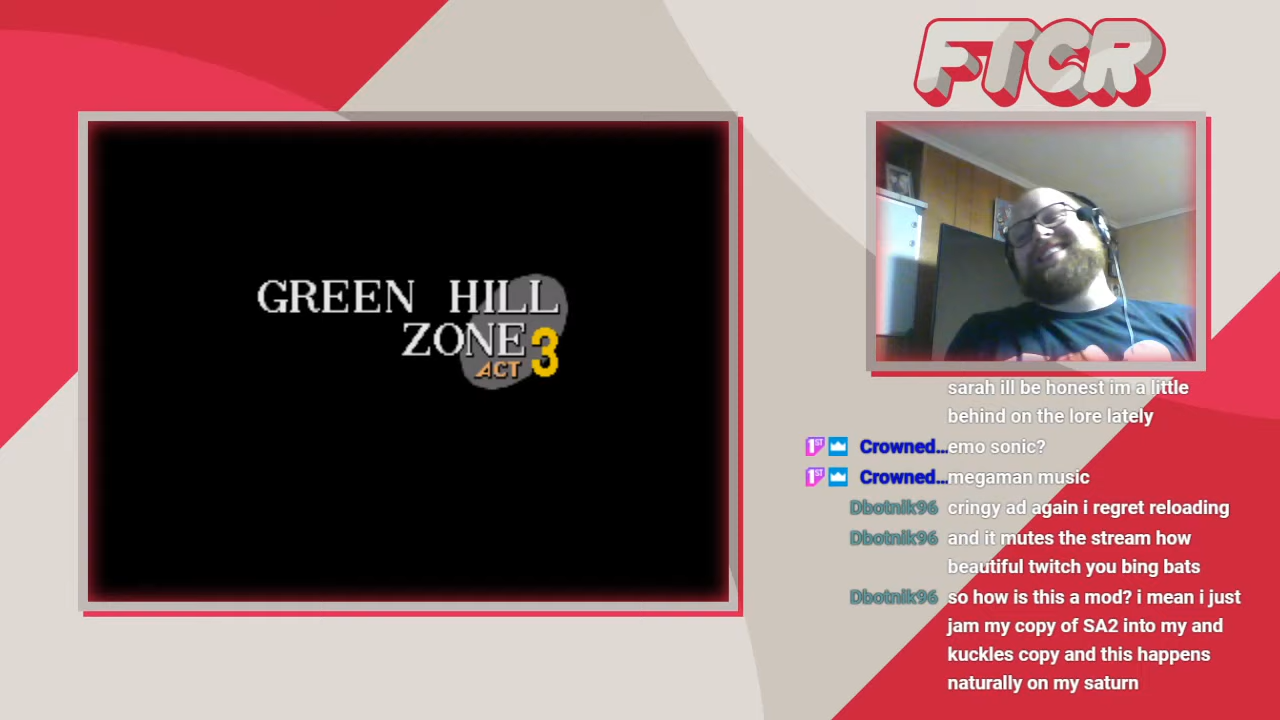 FTCR
GREEN HILL
ZONE
ACT 3
sarah ill be honest im a little
behind on the lore lately
1ST Crowned... emo sonic?
1ST Crowned... megaman music
Dbotnik96 cringy ad again i regret reloading
Dbotnik96 and it mutes the stream how
beautiful twitch you bing bats
Dbotnik96 so how is this a mod? i mean i just
jam my copy of SA2 into my and
kuckles copy and this happens
naturally on my saturn